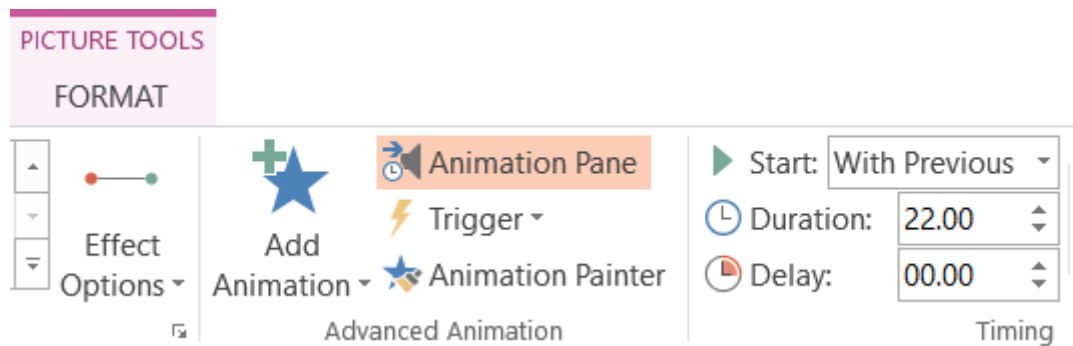 PICTURE TOOLS
FORMAT
Effect
Options
Add
Animation
Animation Pane
Trigger
Animation Painter
Advanced Animation
Start: With Previous
Duration: 22.00
Delay: 00.00
Timing